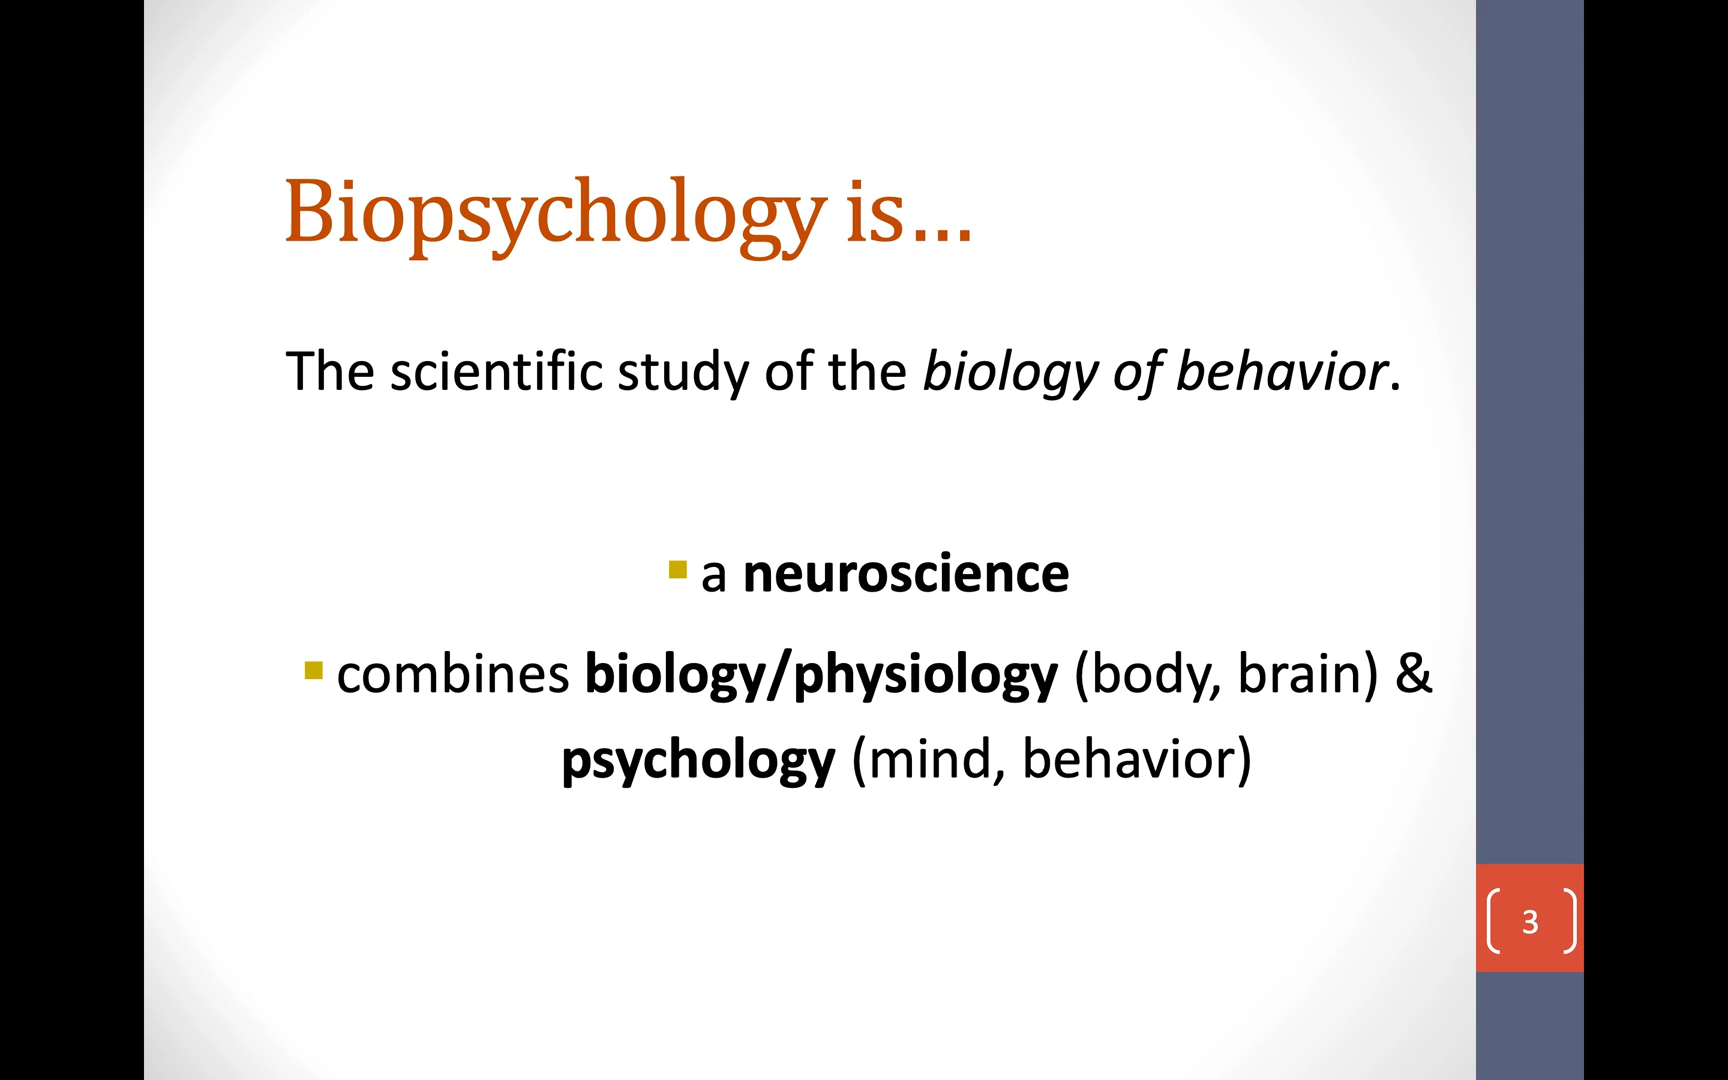 Biopsychology is…
The scientific study of the biology of behavior.
▪ a neuroscience
▪ combines biology/physiology (body, brain) &
psychology (mind, behavior)
3